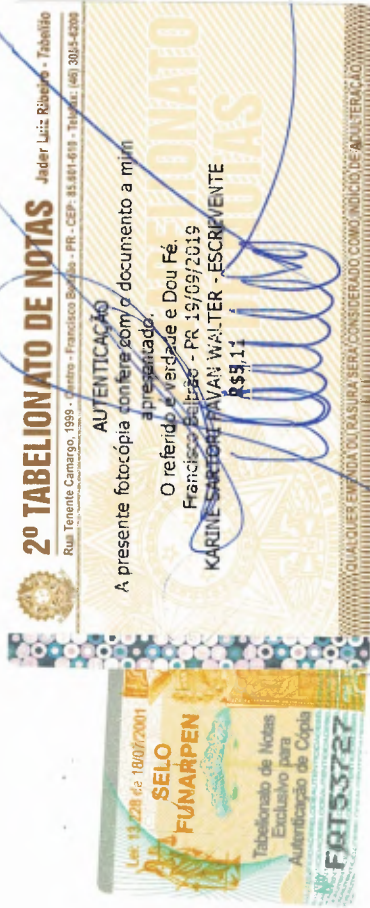 2º TABELIONATO DE NOTAS Jader Luiz Ribeiro - Tabelião
Rua Tenente Camargo, 1999 - Centro - Francisco Beltrão - PR - CEP: 85.601-610 - Telefax: (46) 3055-6200
AUTENTICAÇÃO
A presente fotocópia confere com o documento a mim
apresentado.
O referido é verdade e Dou Fé.
Francisco Beltrão - PR 19/09/2019
KARINE SARTORI PAVAN WALTER - ESCREVENTE
R$5,11
QUALQUER EMENDA OU RASURA SERÁ CONSIDERADO COMO INDÍCIO DE ADULTERAÇÃO
Lei: 13.228 de 18/07/2001
SELO
FUNARPEN
Tabelionato de Notas
Exclusivo para
Autenticação de Cópia
Nº FAT53727